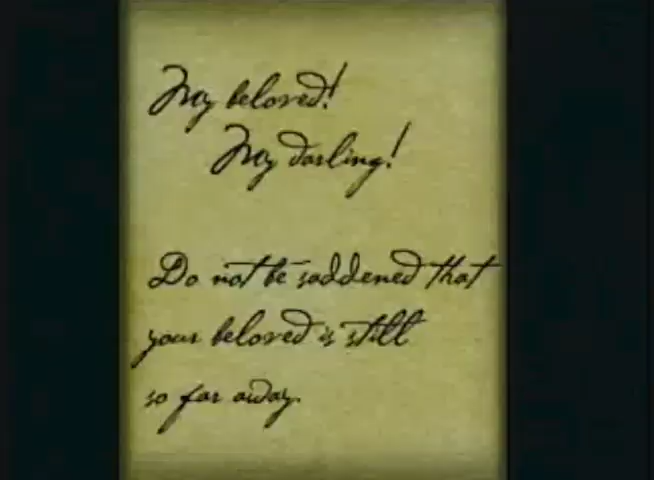 My beloved!
My darling!
Do not be saddened that
your beloved is still
so far away.